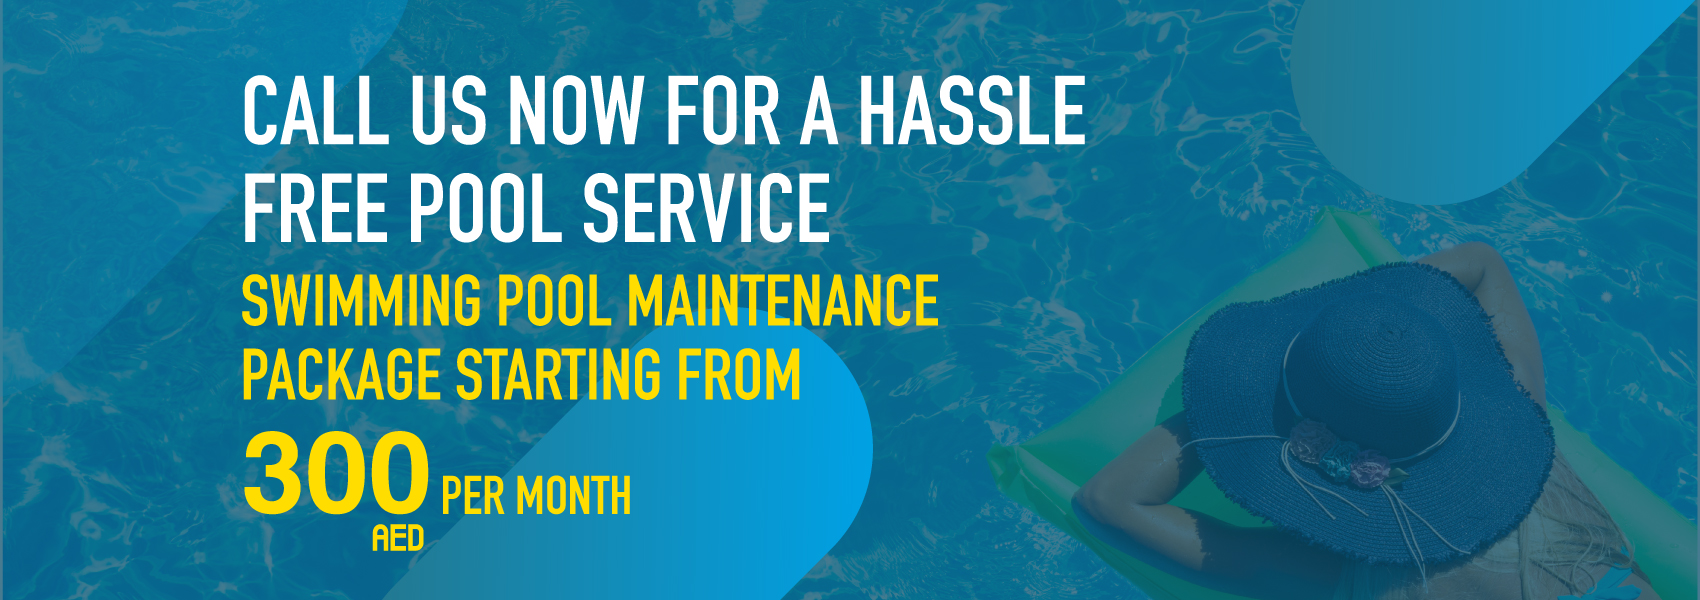 CALL US NOW FOR A HASSLE
FREE POOL SERVICE
SWIMMING POOL MAINTENANCE
PACKAGE STARTING FROM
300 PER MONTH
AED